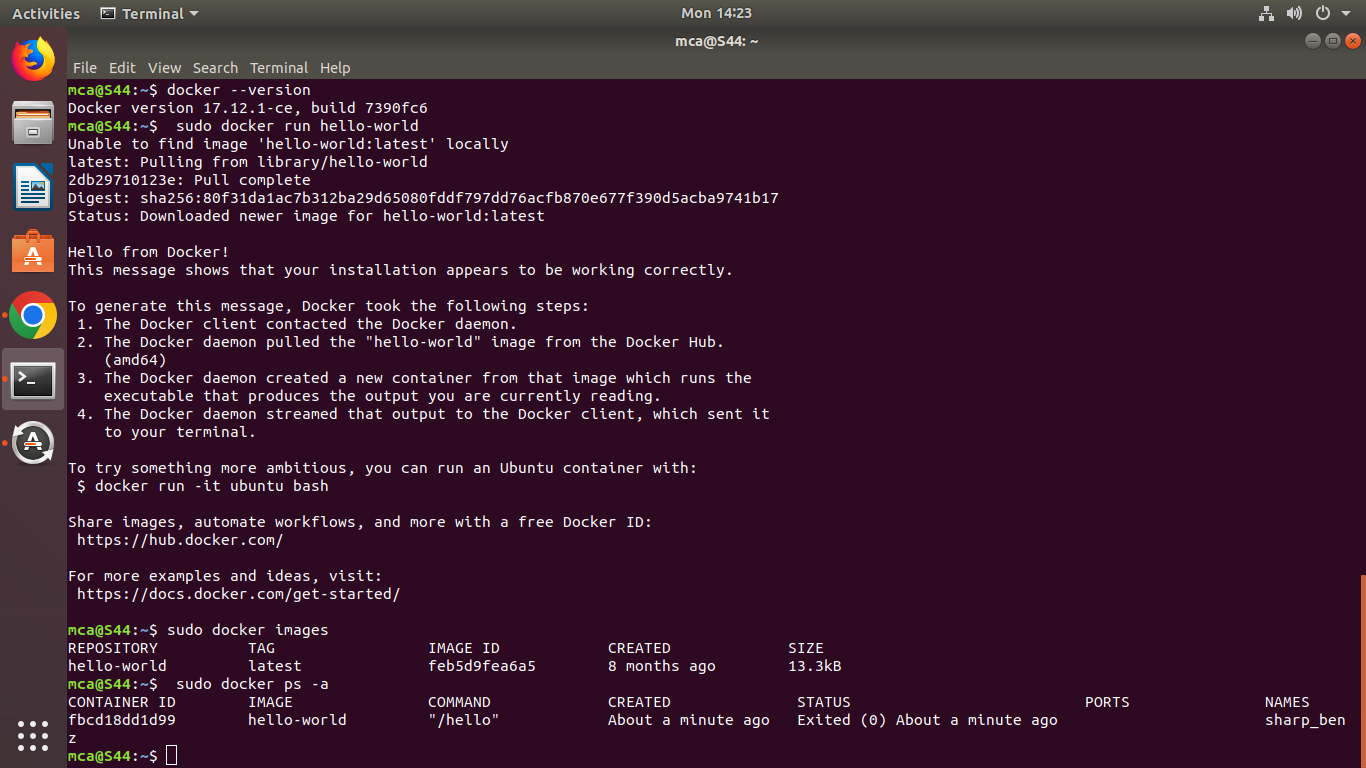 Activities Terminal Mon 14:23
mca@S44: ~
File Edit View Search Terminal Help
mca@S44:~$ docker --version
Docker version 17.12.1-ce, build 7390fc6
mca@S44:~$  sudo docker run hello-world
Unable to find image 'hello-world:latest' locally
latest: Pulling from library/hello-world
2db29710123e: Pull complete
Digest: sha256:80f31da1ac7b312ba29d65080fddf797dd76acfb870e677f390d5acba9741b17
Status: Downloaded newer image for hello-world:latest

Hello from Docker!
This message shows that your installation appears to be working correctly.

To generate this message, Docker took the following steps:
 1. The Docker client contacted the Docker daemon.
 2. The Docker daemon pulled the "hello-world" image from the Docker Hub.
    (amd64)
 3. The Docker daemon created a new container from that image which runs the
    executable that produces the output you are currently reading.
 4. The Docker daemon streamed that output to the Docker client, which sent it
    to your terminal.

To try something more ambitious, you can run an Ubuntu container with:
 $ docker run -it ubuntu bash

Share images, automate workflows, and more with a free Docker ID:
 https://hub.docker.com/

For more examples and ideas, visit:
 https://docs.docker.com/get-started/

mca@S44:~$ sudo docker images
REPOSITORY          TAG                 IMAGE ID            CREATED             SIZE
hello-world         latest              feb5d9fea6a5        8 months ago        13.3kB
mca@S44:~$  sudo docker ps -a
CONTAINER ID        IMAGE               COMMAND             CREATED              STATUS                          PORTS               NAMES
fbcd18dd1d99        hello-world         "/hello"            About a minute ago   Exited (0) About a minute ago                       sharp_ben
z
mca@S44:~$